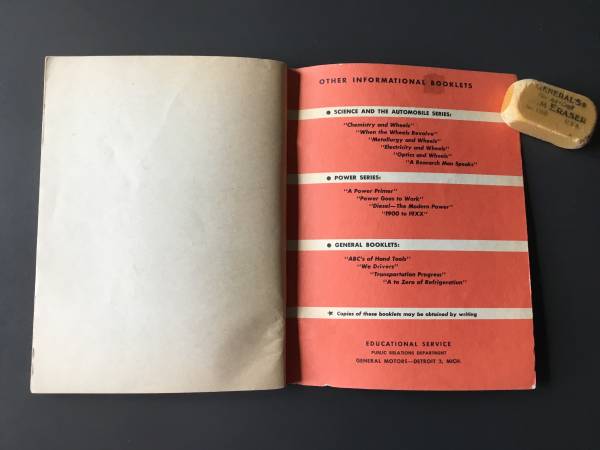 OTHER INFORMATIONAL BOOKLETS
● SCIENCE AND THE AUTOMOBILE SERIES:
"Chemistry and Wheels"
"When the Wheels Revolve"
"Metallurgy and Wheels"
"Electricity and Wheels"
"Optics and Wheels"
"A Research Man Speaks"
● POWER SERIES:
"A Power Primer"
"Power Goes to Work"
"Diesel—The Modern Power"
"1900 to 19XX"
● GENERAL BOOKLETS:
"ABC's of Hand Tools"
"We Drivers"
"Transportation Progress"
"A to Zero of Refrigeration"
★ Copies of these booklets may be obtained by writing
EDUCATIONAL SERVICE
PUBLIC RELATIONS DEPARTMENT
GENERAL MOTORS—DETROIT 2, MICH.
GENERAL'S®
ERASER
U.S.A.